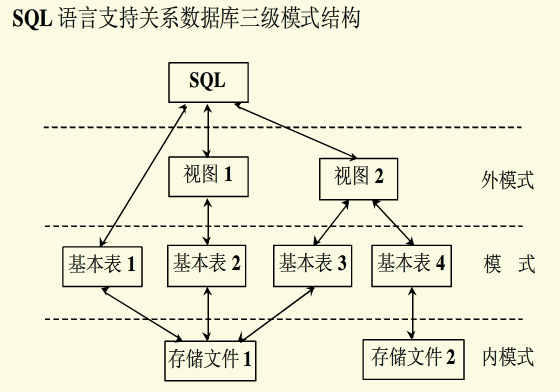 SQL 语言支持关系数据库三级模式结构
SQL
视图 1 视图 2 外模式
基本表 1 基本表 2 基本表 3 基本表 4 模 式
存储文件 1 存储文件 2 内模式